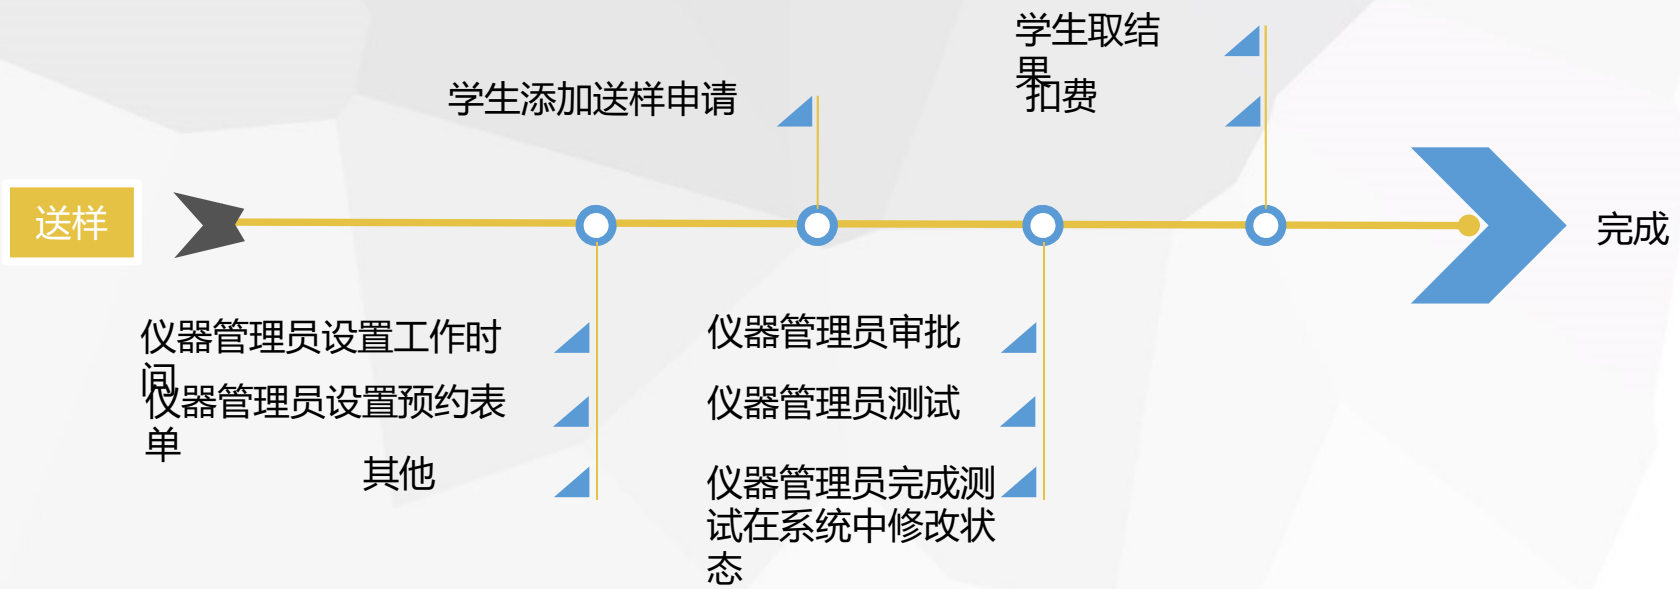 学生取结
果
扣费
学生添加送样申请
送样
完成
仪器管理员设置工作时
间
仪器管理员设置预约表
单
其他
仪器管理员审批
仪器管理员测试
仪器管理员完成测
试在系统中修改状
态